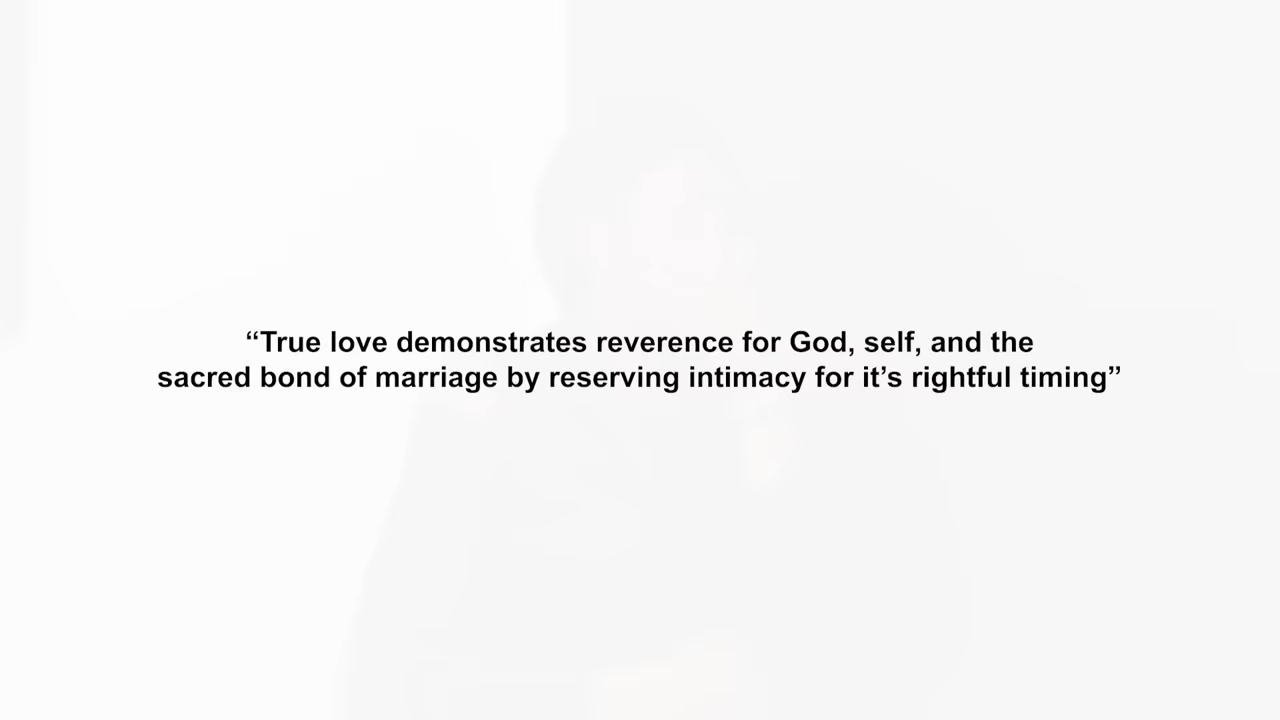 “True love demonstrates reverence for God, self, and the
sacred bond of marriage by reserving intimacy for it’s rightful timing”